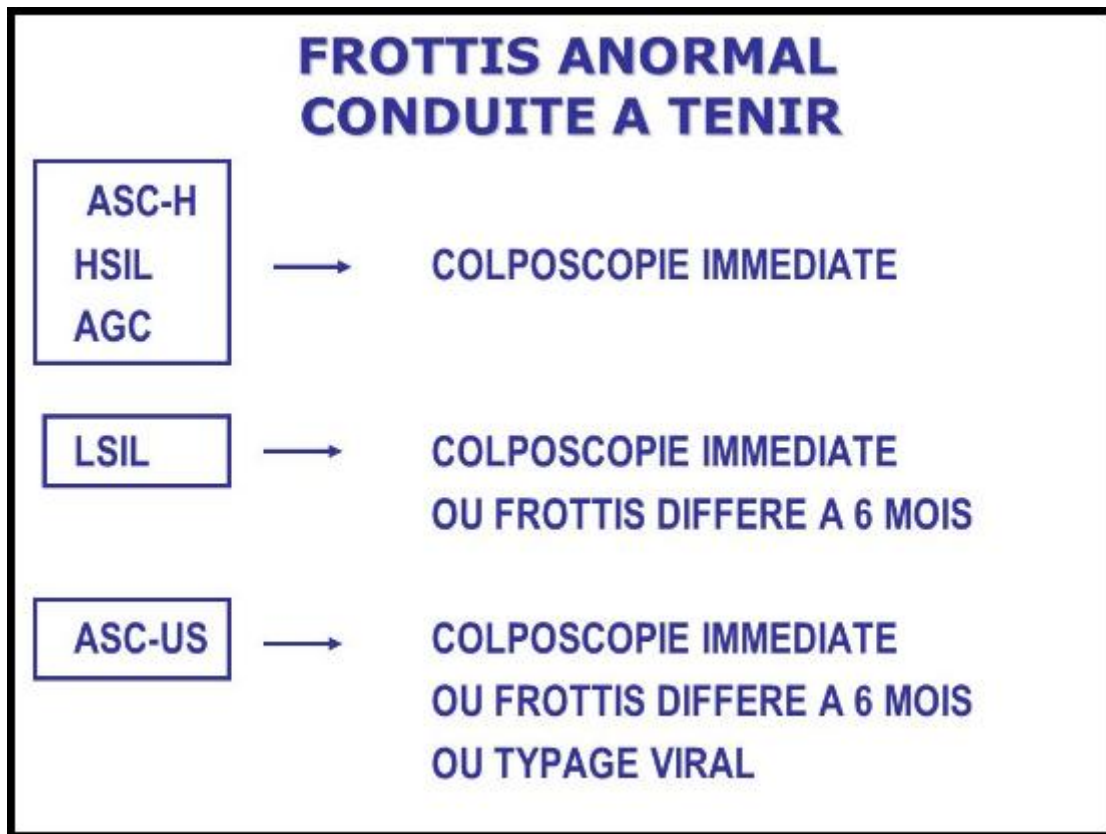 FROTTIS ANORMAL
CONDUITE A TENIR
ASC-H
HSIL
AGC
COLPOSCOPIE IMMEDIATE
LSIL
COLPOSCOPIE IMMEDIATE
OU FROTTIS DIFFERE A 6 MOIS
ASC-US
COLPOSCOPIE IMMEDIATE
OU FROTTIS DIFFERE A 6 MOIS
OU TYPAGE VIRAL